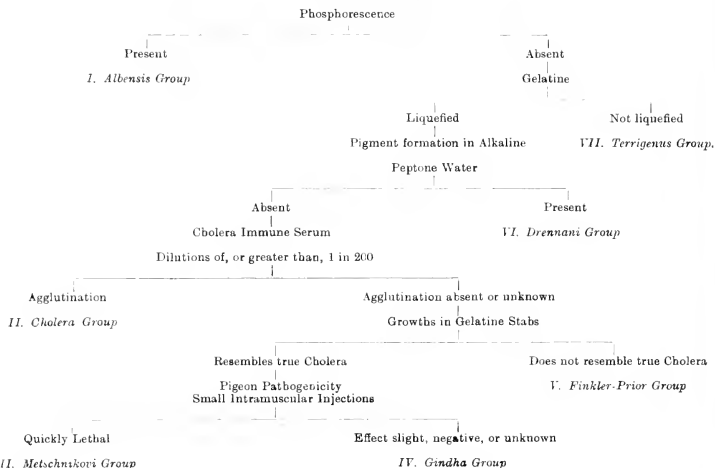 Phosphorescence
Present Absent
I. Albensis Group Gelatine
Liquefied Not liquefied
Pigment formation in Alkaline VII. Terrigenus Group.
Peptone Water
Absent Present
Cholera Immune Serum VI. Drennani Group
Dilutions of, or greater than, 1 in 200
Agglutination Agglutination absent or unknown
II. Cholera Group Growths in Gelatine Stabs
Resembles true Cholera Does not resemble true Cholera
Pigeon Pathogenicity V. Finkler-Prior Group
Small Intramuscular Injections
Quickly Lethal Effect slight, negative, or unknown
II. Metschnikovi Group IV. Gindha Group